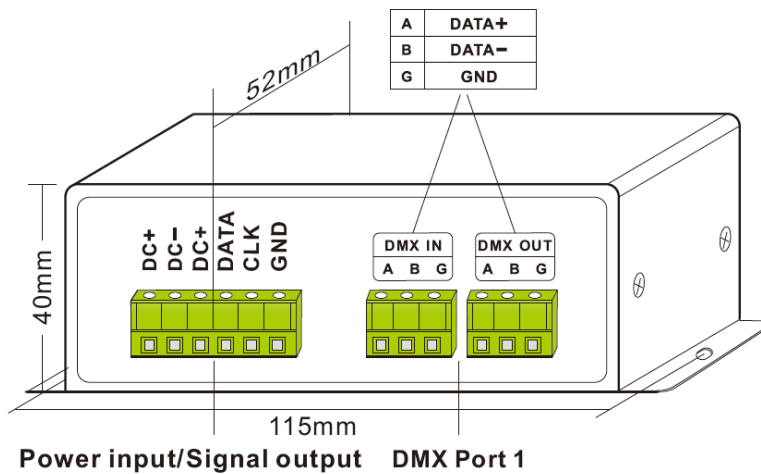 A DATA+
B DATA−
G GND
52mm
DC+ DC− DC+ DATA CLK GND
DMX IN
A B G
DMX OUT
A B G
40mm
115mm
Power input/Signal output
DMX Port 1